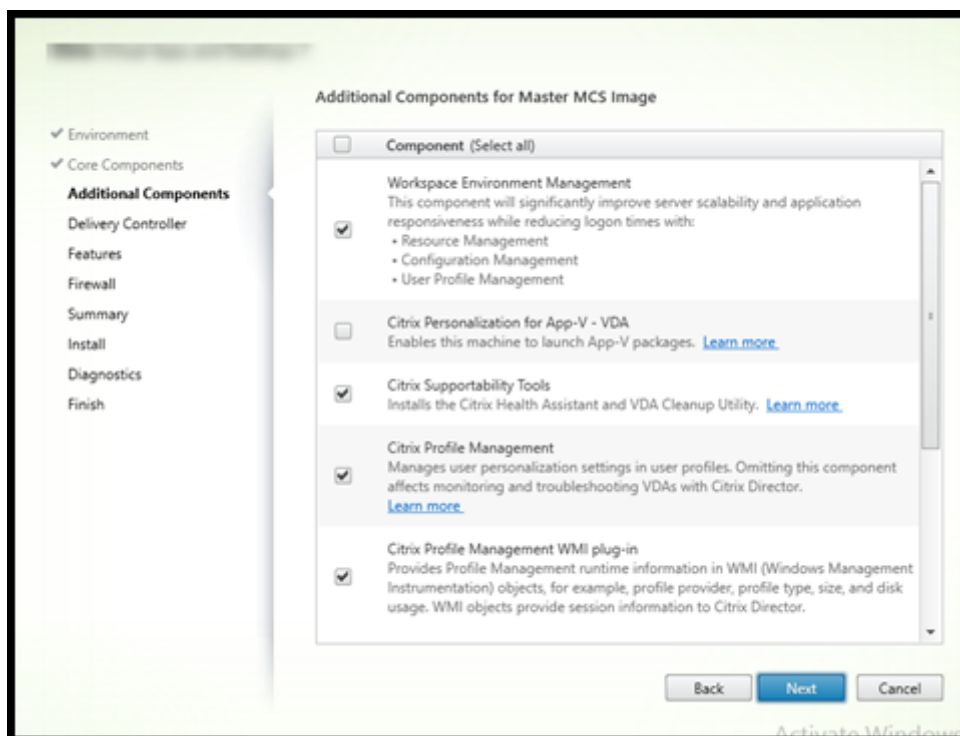 Additional Components for Master MCS Image
✔ Environment
✔ Core Components
Additional Components
Delivery Controller
Features
Firewall
Summary
Install
Diagnostics
Finish
Component (Select all)
Workspace Environment Management
This component will significantly improve server scalability and application
responsiveness while reducing logon times with:
• Resource Management
• Configuration Management
• User Profile Management
Citrix Personalization for App-V - VDA
Enables this machine to launch App-V packages. Learn more
Citrix Supportability Tools
Installs the Citrix Health Assistant and VDA Cleanup Utility. Learn more
Citrix Profile Management
Manages user personalization settings in user profiles. Omitting this component
affects monitoring and troubleshooting VDAs with Citrix Director.
Learn more
Citrix Profile Management WMI plug-in
Provides Profile Management runtime information in WMI (Windows Management
Instrumentation) objects, for example, profile provider, profile type, size, and disk
usage. WMI objects provide session information to Citrix Director.
Back Next Cancel
Activate Windows